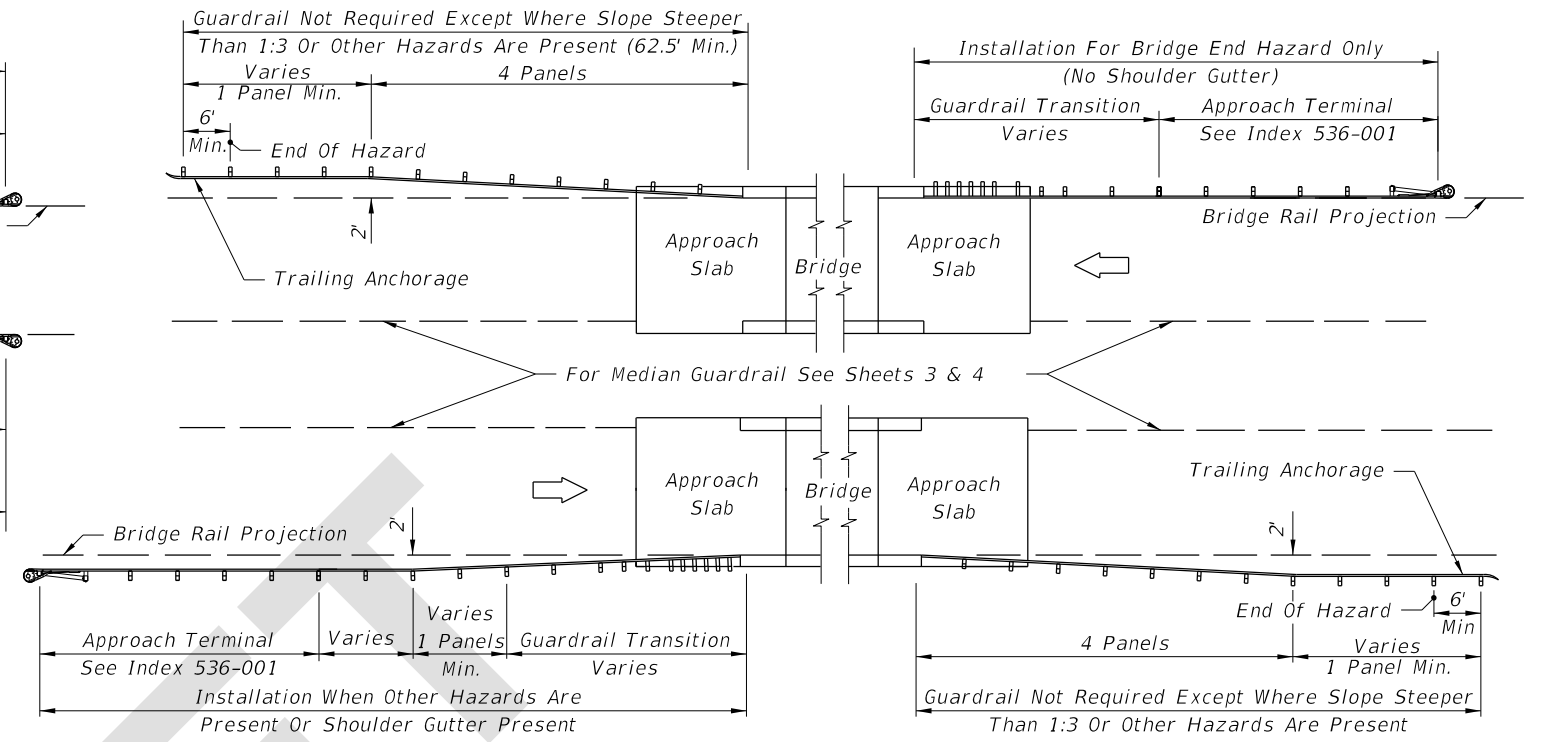 Guardrail Not Required Except Where Slope Steeper
Than 1:3 Or Other Hazards Are Present (62.5' Min.)
Varies
1 Panel Min.
4 Panels
6'
Min.
End Of Hazard
2'
Trailing Anchorage
Installation For Bridge End Hazard Only
(No Shoulder Gutter)
Guardrail Transition
Varies
Approach Terminal
See Index 536-001
Bridge Rail Projection
Approach
Slab
Bridge
Approach
Slab
For Median Guardrail See Sheets 3 & 4
Approach
Slab
Bridge
Approach
Slab
Trailing Anchorage
Bridge Rail Projection
2'
2'
End Of Hazard
6'
Min
Approach Terminal
See Index 536-001
Varies
Varies
1 Panels
Min.
Guardrail Transition
Varies
Installation When Other Hazards Are
Present Or Shoulder Gutter Present
4 Panels
Varies
1 Panel Min.
Guardrail Not Required Except Where Slope Steeper
Than 1:3 Or Other Hazards Are Present